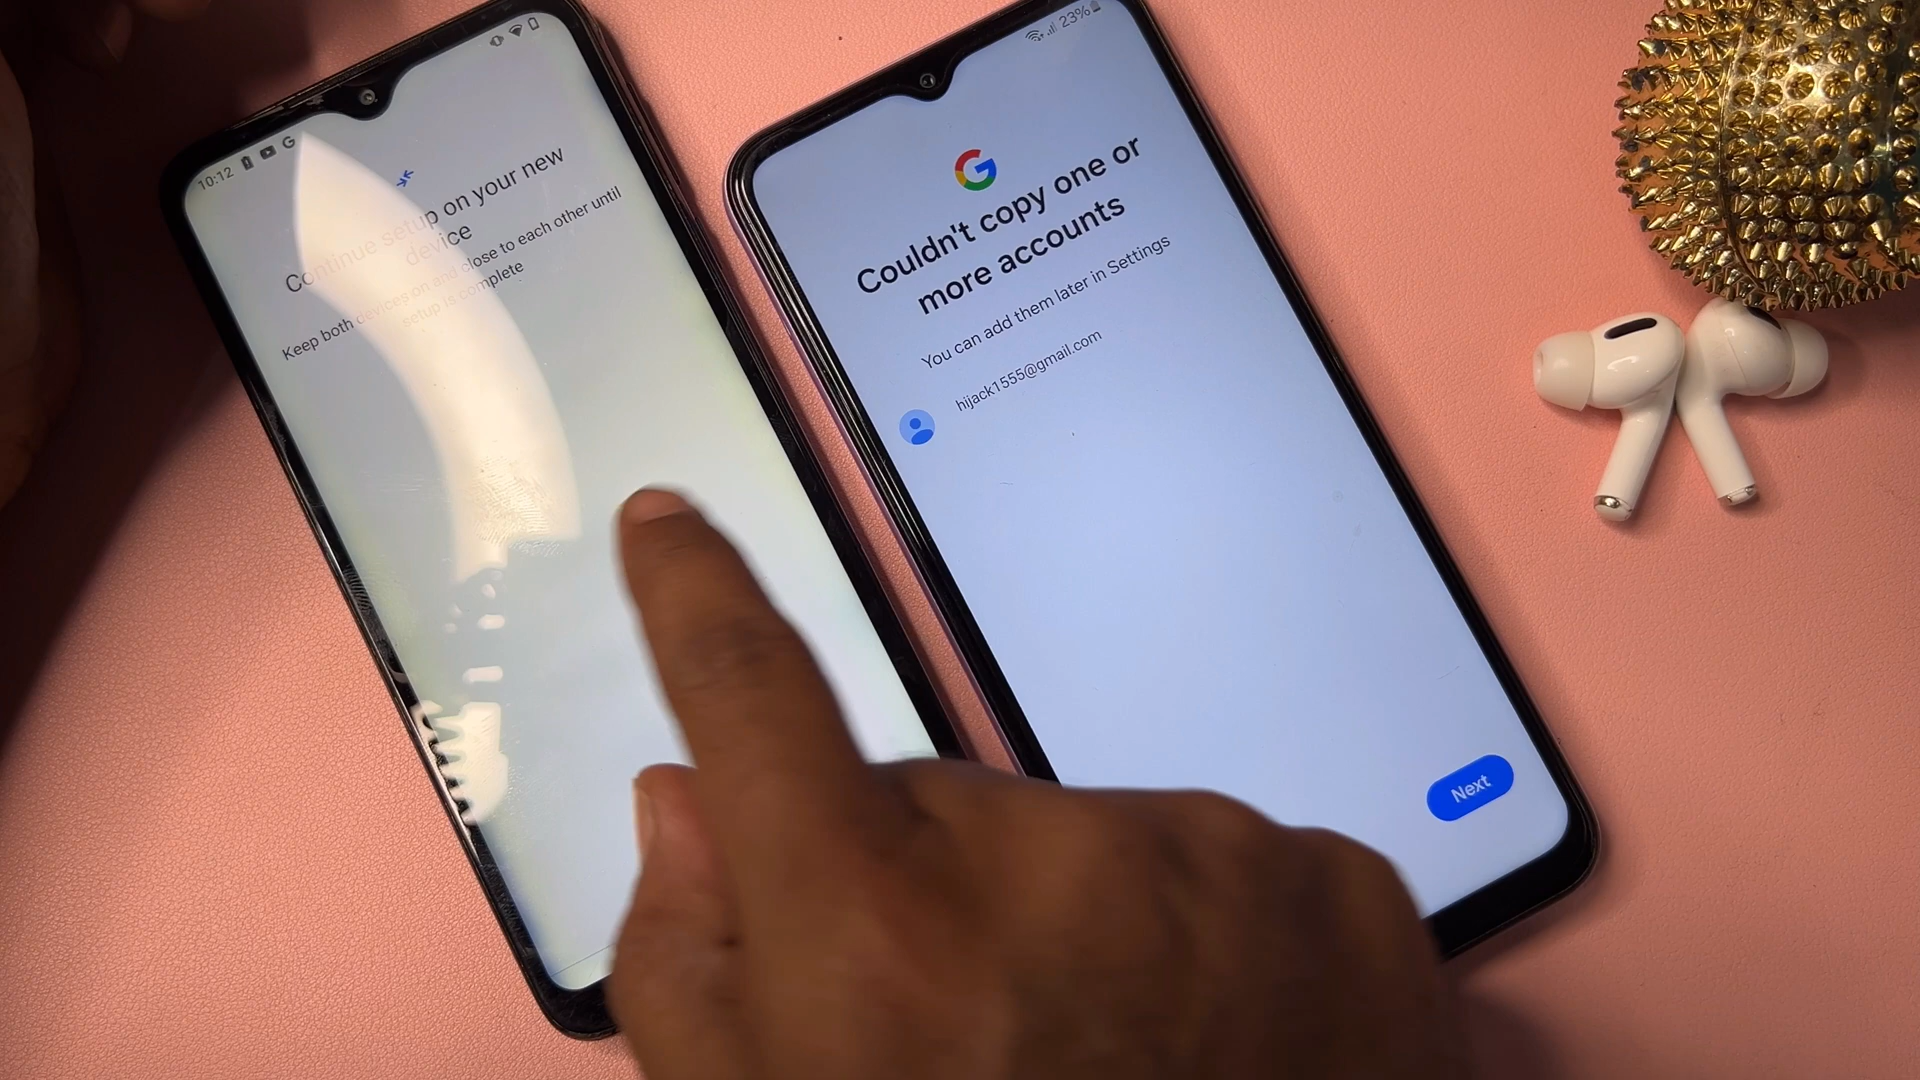 10:12
Continue setup on your new
device
Keep both devices on and close to each other until
setup is complete
23%
Couldn't copy one or
more accounts
You can add them later in Settings
hijack1555@gmail.com
Next